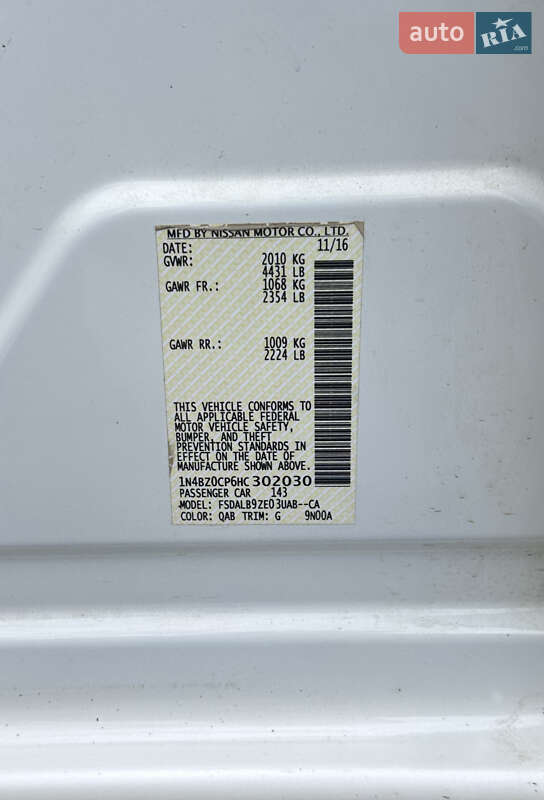 auto RIA
.com
MFD BY NISSAN MOTOR CO., LTD.
DATE: 11/16
GVWR: 2010 KG
4431 LB
GAWR FR.: 1068 KG
2354 LB
GAWR RR.: 1009 KG
2224 LB
THIS VEHICLE CONFORMS TO
ALL APPLICABLE FEDERAL
MOTOR VEHICLE SAFETY,
BUMPER, AND THEFT
PREVENTION STANDARDS IN
EFFECT ON THE DATE OF
MANUFACTURE SHOWN ABOVE.
1N4BZ0CP6HC302030
PASSENGER CAR 143
MODEL: FSDALB9ZE03UAB--CA
COLOR: QAB TRIM: G 9N00A